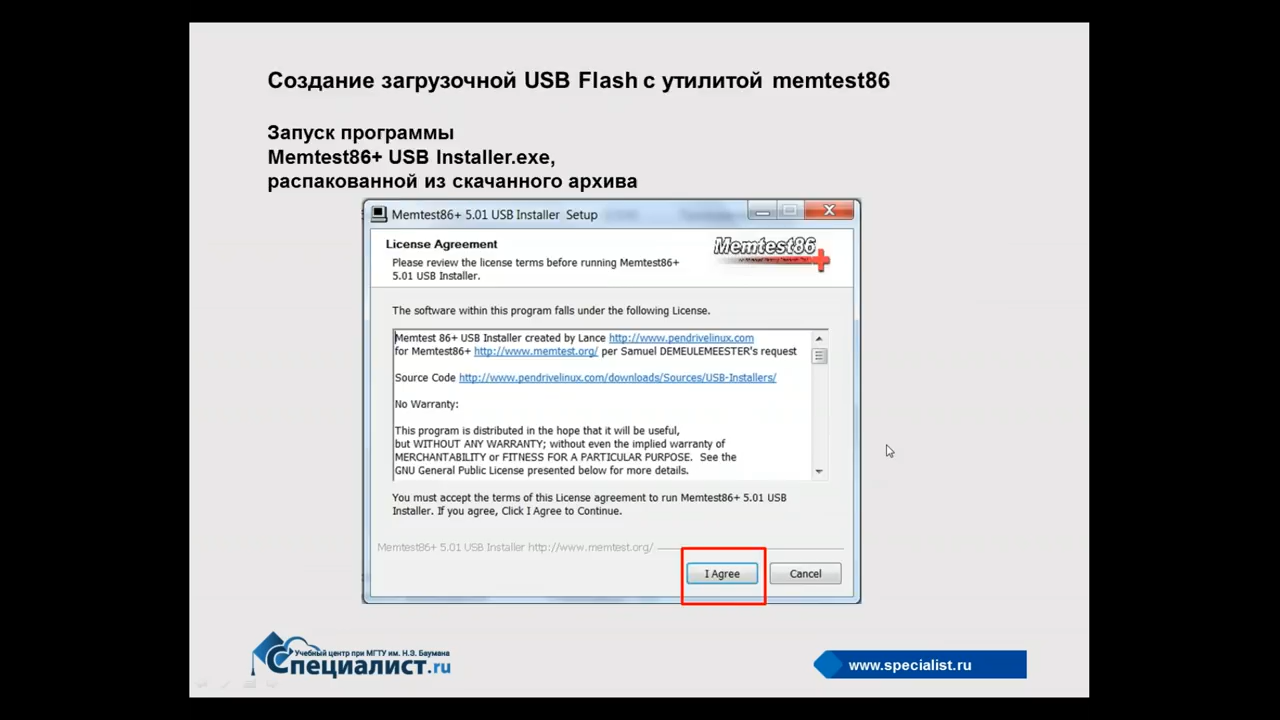 Создание загрузочной USB Flash с утилитой memtest86
Запуск программы
Memtest86+ USB Installer.exe,
распакованной из скачанного архива
Memtest86+ 5.01 USB Installer Setup
License Agreement
Please review the license terms before running Memtest86+
5.01 USB Installer.
Memtest86+
The software within this program falls under the following License.
Memtest 86+ USB Installer created by Lance http://www.pendrivelinux.com
for Memtest86+ http://www.memtest.org/ per Samuel DEMEULEMEESTER's request
Source Code http://www.pendrivelinux.com/downloads/Sources/USB-Installers/
No Warranty:
This program is distributed in the hope that it will be useful,
but WITHOUT ANY WARRANTY; without even the implied warranty of
MERCHANTABILITY or FITNESS FOR A PARTICULAR PURPOSE. See the
GNU General Public License presented below for more details.
You must accept the terms of this License agreement to run Memtest86+ 5.01 USB
Installer. If you agree, Click I Agree to Continue.
Memtest86+ 5.01 USB Installer http://www.memtest.org/
I Agree
Cancel
Учебный центр при МГТУ им. Н.Э. Баумана
Специалист.ru
www.specialist.ru